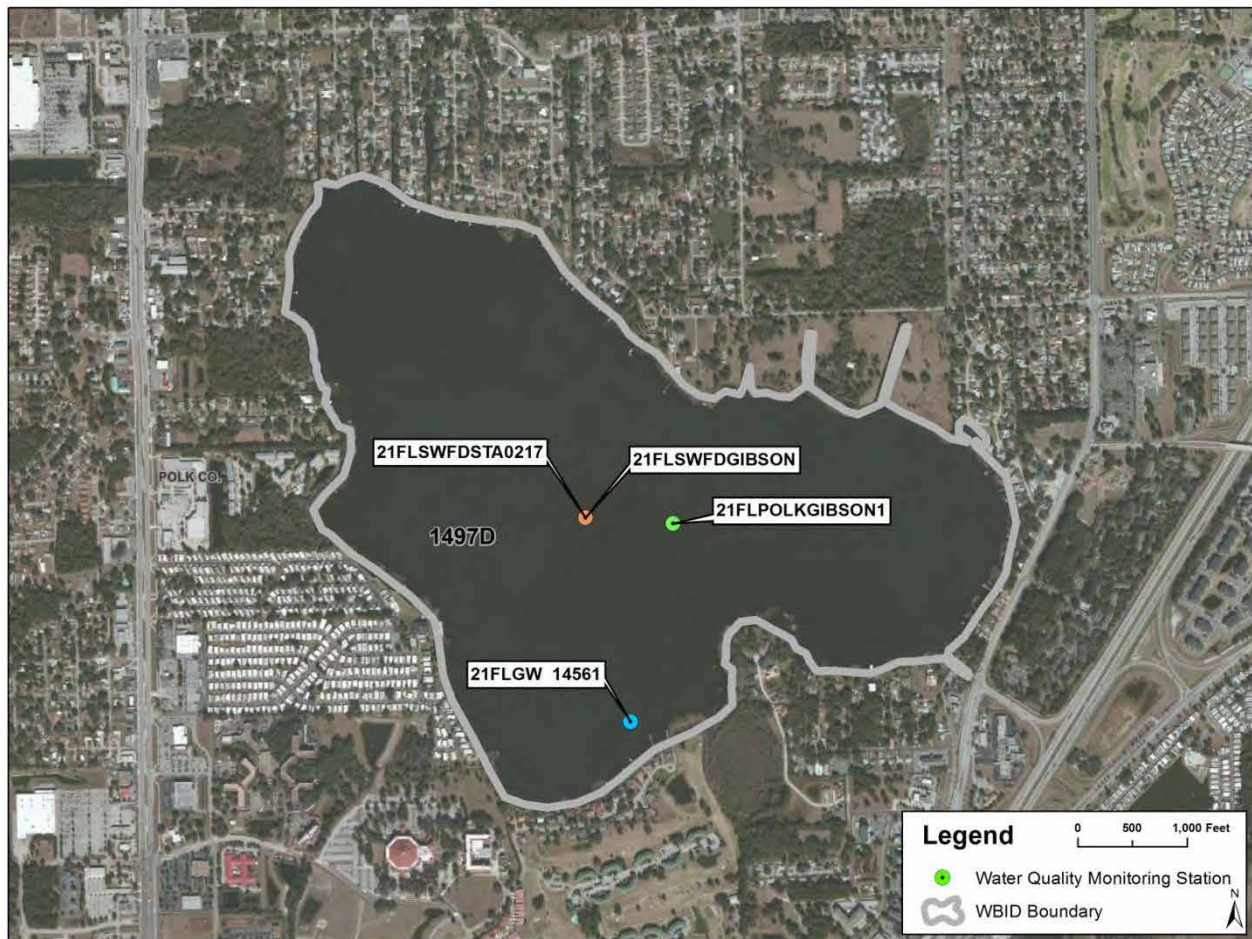 21FLSWFDSTA0217
21FLSWFDGIBSON
POLK CO.
21FLPOLKGIBSON1
1497D
21FLGW 14561
Legend
0 500 1,000 Feet
Water Quality Monitoring Station
N
WBID Boundary